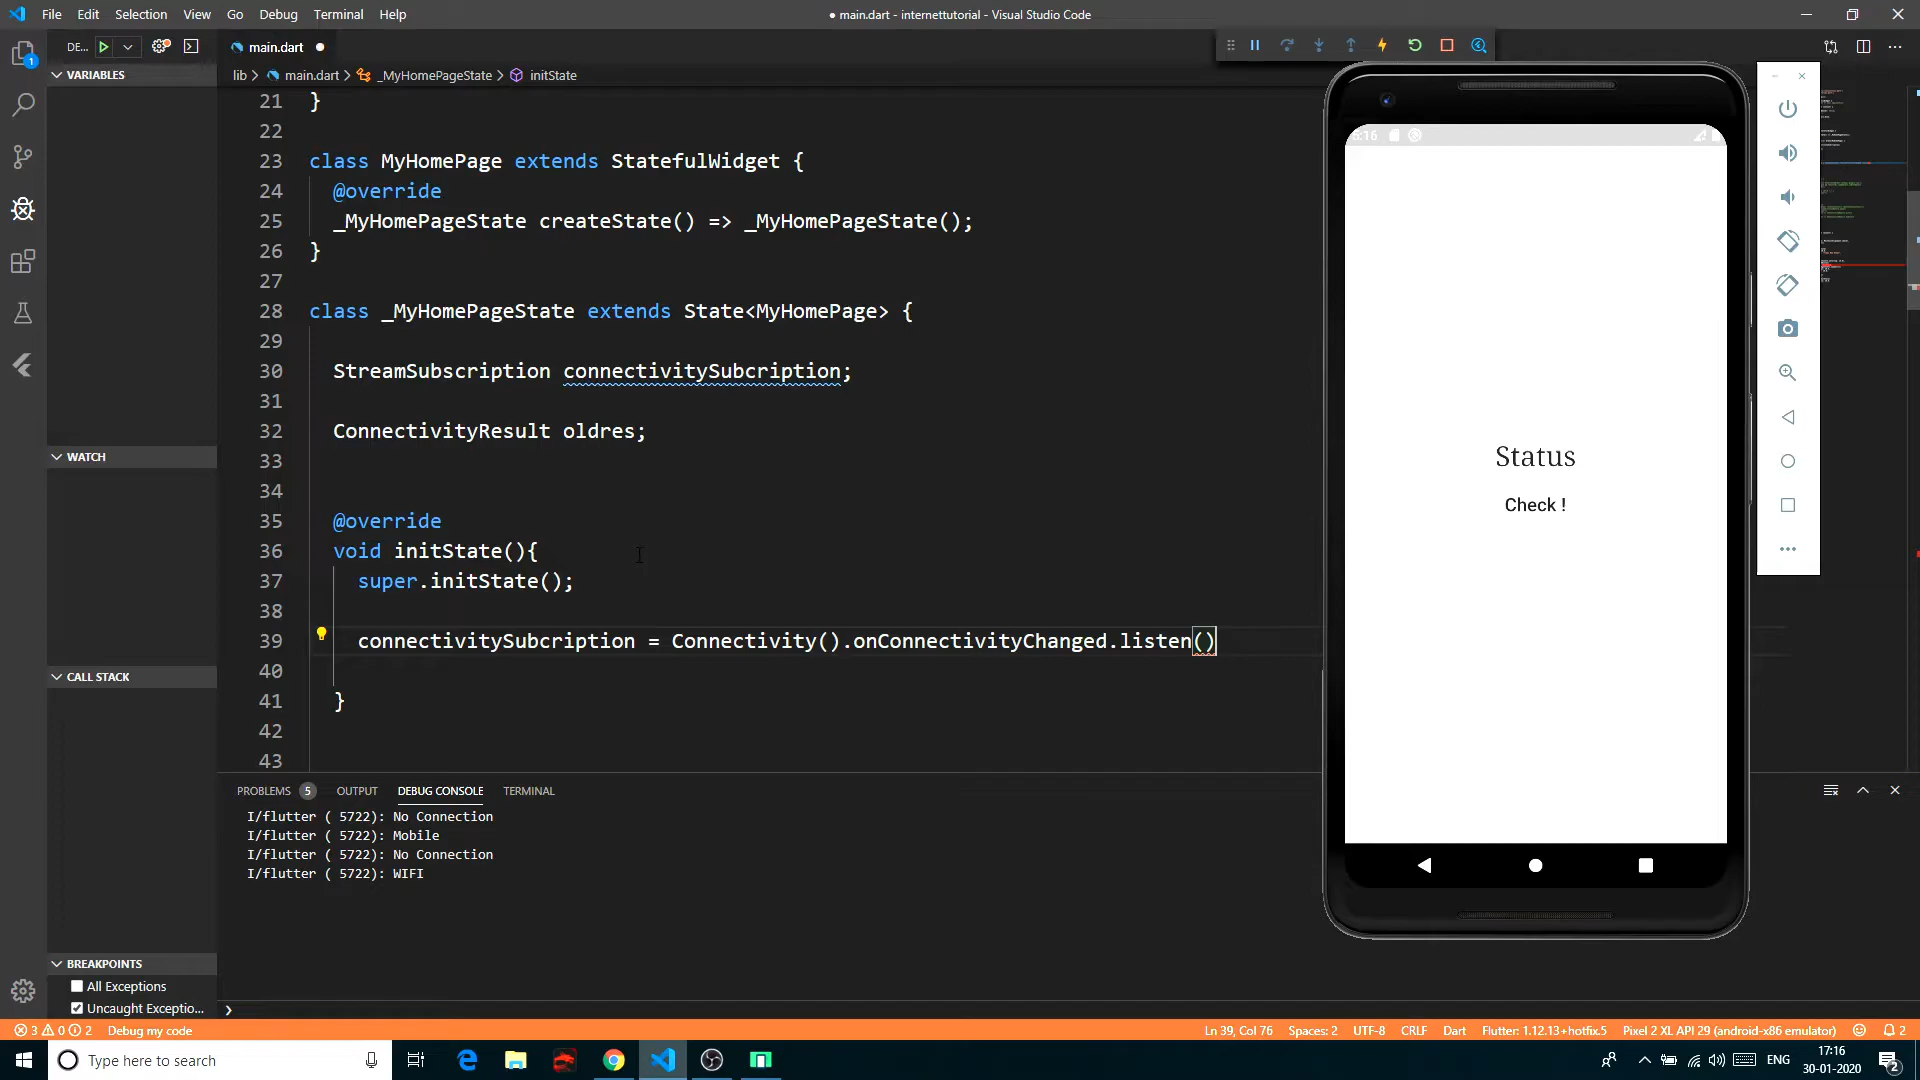 File Edit View Go Debug Terminal Help
● main.dart - internettutorial - Visual Studio Code
Selection
DE...
main.dart
lib > main.dart > _MyHomePageState > initState
VARIABLES
WATCH
CALL STACK
BREAKPOINTS
All Exceptions
Uncaught Exceptio...
1
21 }
22
23 class MyHomePage extends StatefulWidget {
24 @override
25 _MyHomePageState createState() => _MyHomePageState();
26 }
27
28 class _MyHomePageState extends State<MyHomePage> {
29
30 StreamSubscription connectivitySubcription;
31
32 ConnectivityResult oldres;
33
34
35 @override
36 void initState(){
37 super.initState();
38
39 connectivitySubcription = Connectivity().onConnectivityChanged.listen()
40
41 }
42
43
Status
Check !
PROBLEMS 5 OUTPUT DEBUG CONSOLE TERMINAL
I/flutter ( 5722): No Connection
I/flutter ( 5722): Mobile
I/flutter ( 5722): No Connection
I/flutter ( 5722): WIFI
3 0 2 Debug my code
Ln 39, Col 76 Spaces: 2 UTF-8 CRLF Dart Flutter: 1.12.13+hotfix.5 Pixel 2 XL API 29 (android-x86 emulator) 2
Type here to search
ENG
17:16
30-01-2020
2